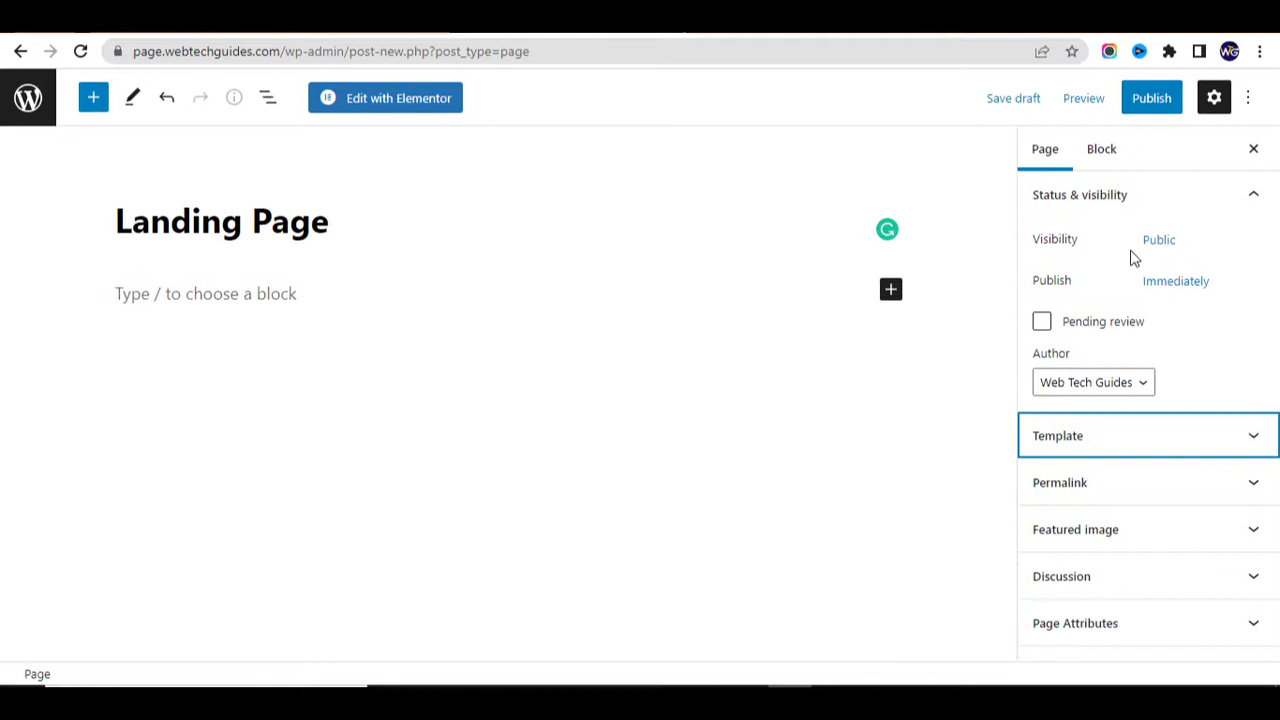 page.webtechguides.com/wp-admin/post-new.php?post_type=page
WG
Edit with Elementor
Save draft
Preview
Publish
Page
Block
Landing Page
Type / to choose a block
Status & visibility
Visibility
Public
Publish
Immediately
Pending review
Author
Web Tech Guides
Template
Permalink
Featured image
Discussion
Page Attributes
Page